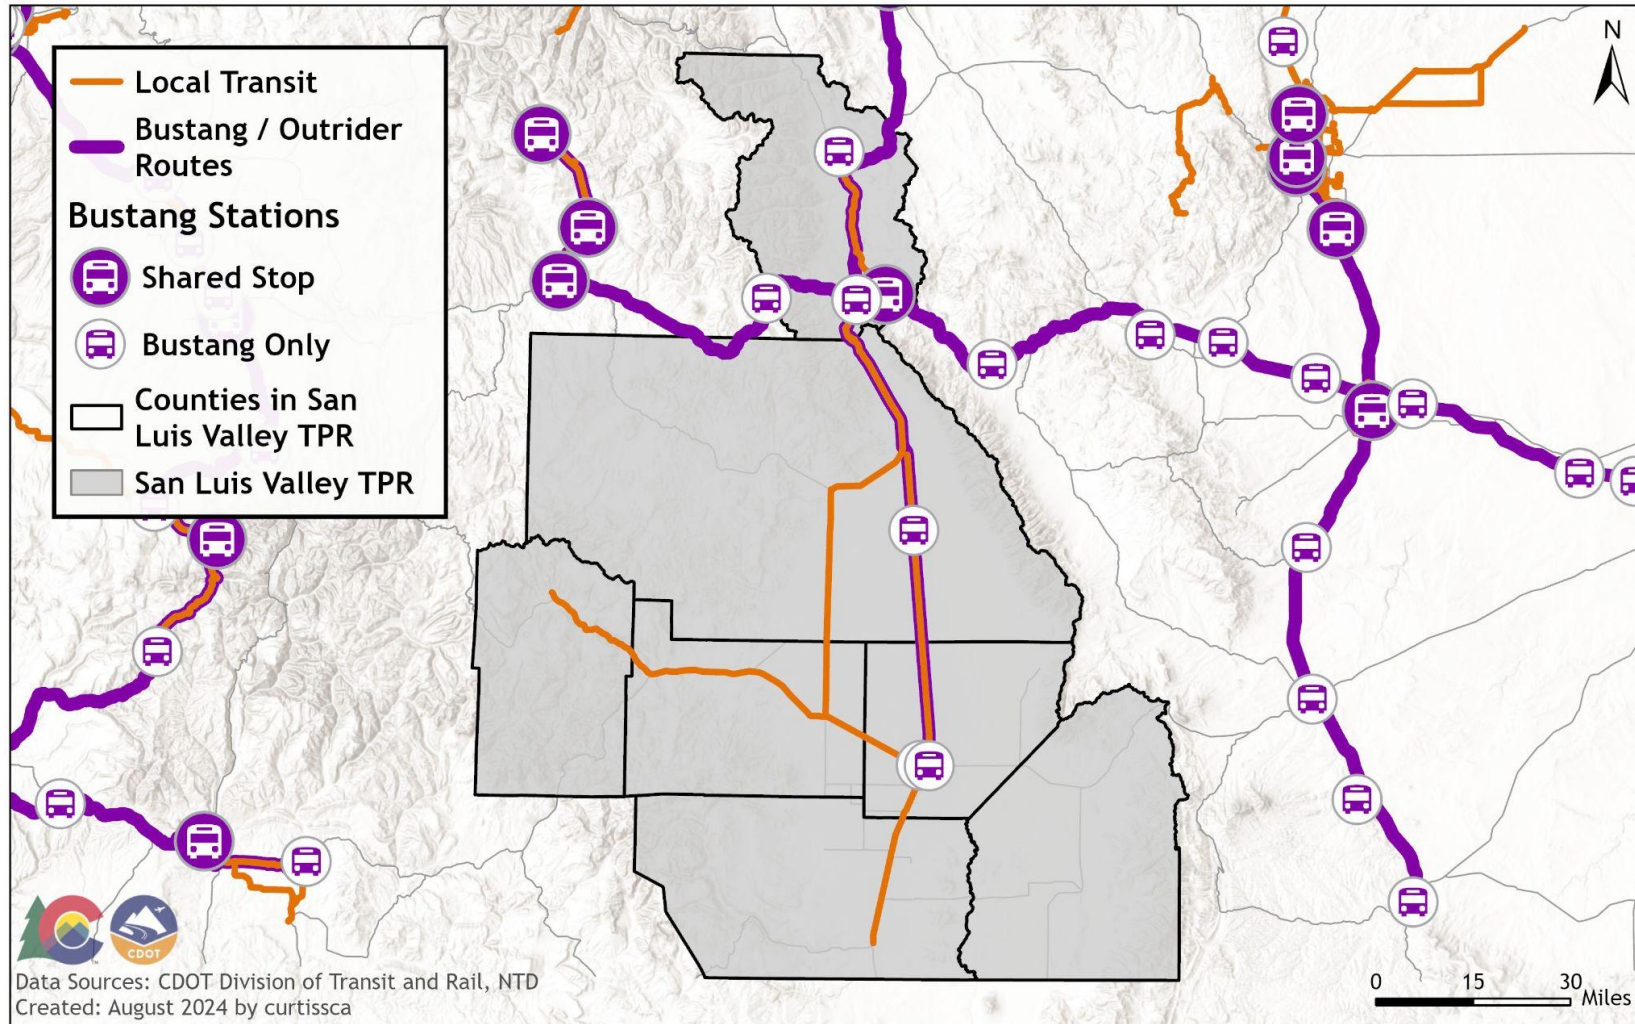 Local Transit
Bustang / Outrider
Routes
Bustang Stations
Shared Stop
Bustang Only
Counties in San
Luis Valley TPR
San Luis Valley TPR
N
CDOT
Data Sources: CDOT Division of Transit and Rail, NTD
Created: August 2024 by curtissca
0 15 30
Miles